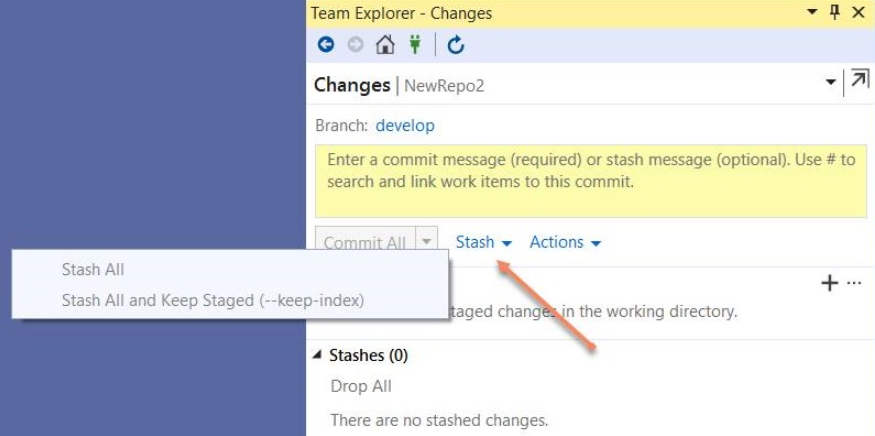 Team Explorer - Changes
Changes | NewRepo2
Branch: develop
Enter a commit message (required) or stash message (optional). Use # to
search and link work items to this commit.
Commit All Stash Actions
Stash All
Stash All and Keep Staged (--keep-index)
changes in the working directory.
Stashes (0)
Drop All
There are no stashed changes.